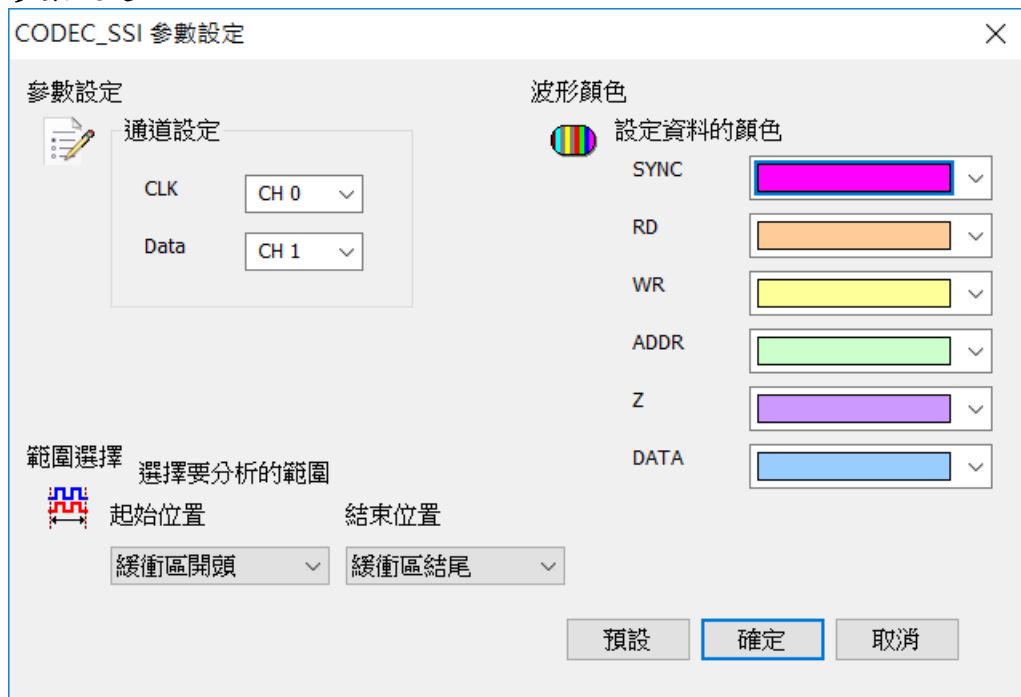 CODEC_SSI 參數設定
參數設定
通道設定
CLK
CH 0
Data
CH 1
波形顏色
設定資料的顏色
SYNC
RD
WR
ADDR
Z
DATA
範圍選擇
選擇要分析的範圍
起始位置
結束位置
緩衝區開頭
緩衝區結尾
預設
確定
取消